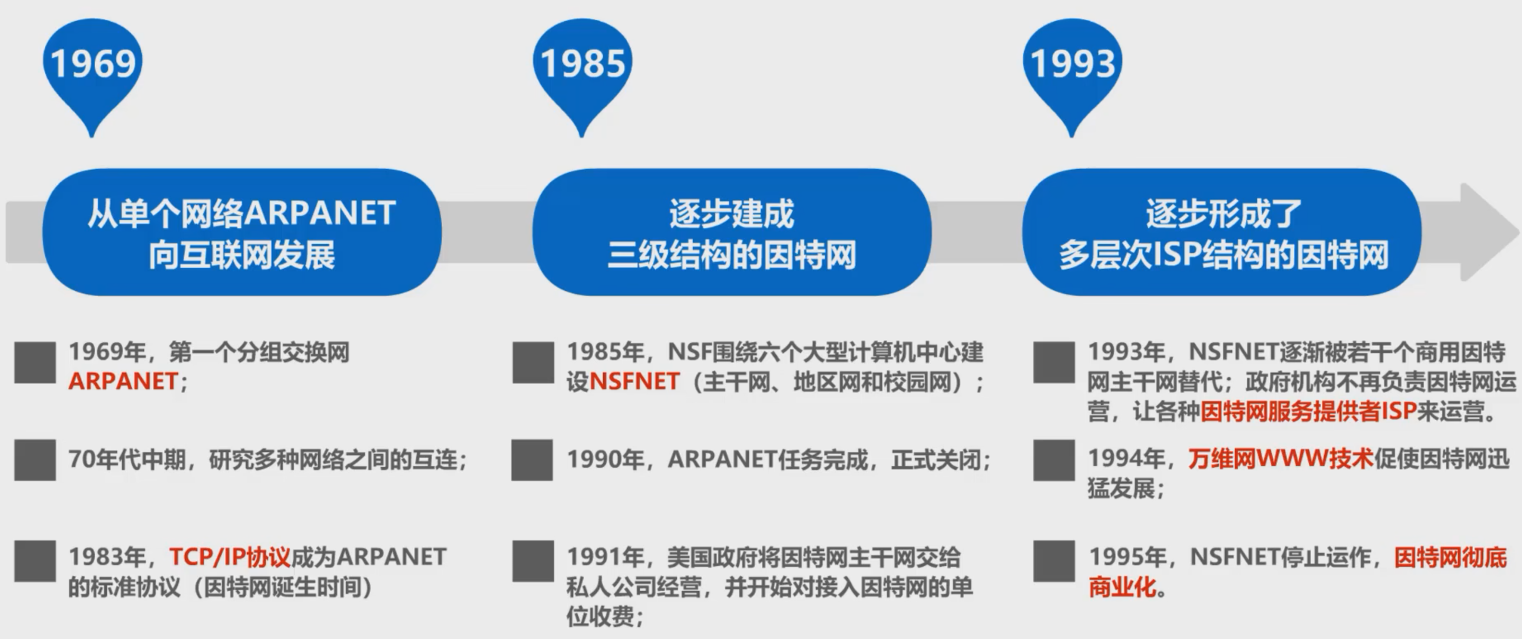 1969
从单个网络ARPANET
向互联网发展
1969年，第一个分组交换网
ARPANET；
70年代中期，研究多种网络之间的互连；
1983年，TCP/IP协议成为ARPANET
的标准协议（因特网诞生时间）
1985
逐步建成
三级结构的因特网
1985年，NSF围绕六个大型计算机中心建
设NSFNET（主干网、地区网和校园网）；
1990年，ARPANET任务完成，正式关闭；
1991年，美国政府将因特网主干网交给
私人公司经营，并开始对接入因特网的单
位收费；
1993
逐步形成了
多层次ISP结构的因特网
1993年，NSFNET逐渐被若干个商用因特
网主干网替代；政府机构不再负责因特网运
营，让各种因特网服务提供者ISP来运营。
1994年，万维网WWW技术促使因特网迅
猛发展；
1995年，NSFNET停止运作，因特网彻底
商业化。